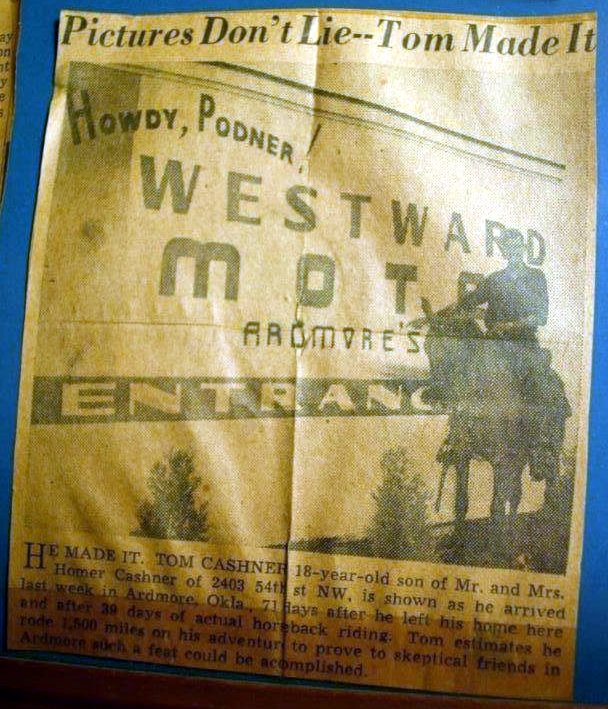 Pictures Don't Lie--Tom Made It
HOWDY, PODNER,
WESTWARD
MOT
ARDMORE'S
ENTRANC
HE MADE IT. TOM CASHNER 18-year-old son of Mr. and Mrs.
Homer Cashner of 2403 54th st NW, is shown as he arrived
last week in Ardmore, Okla., 71 days after he left his home here
and after 39 days of actual horseback riding. Tom estimates he
rode 1,500 miles on his adventure to prove to skeptical friends in
Ardmore such a feat could be accomplished.